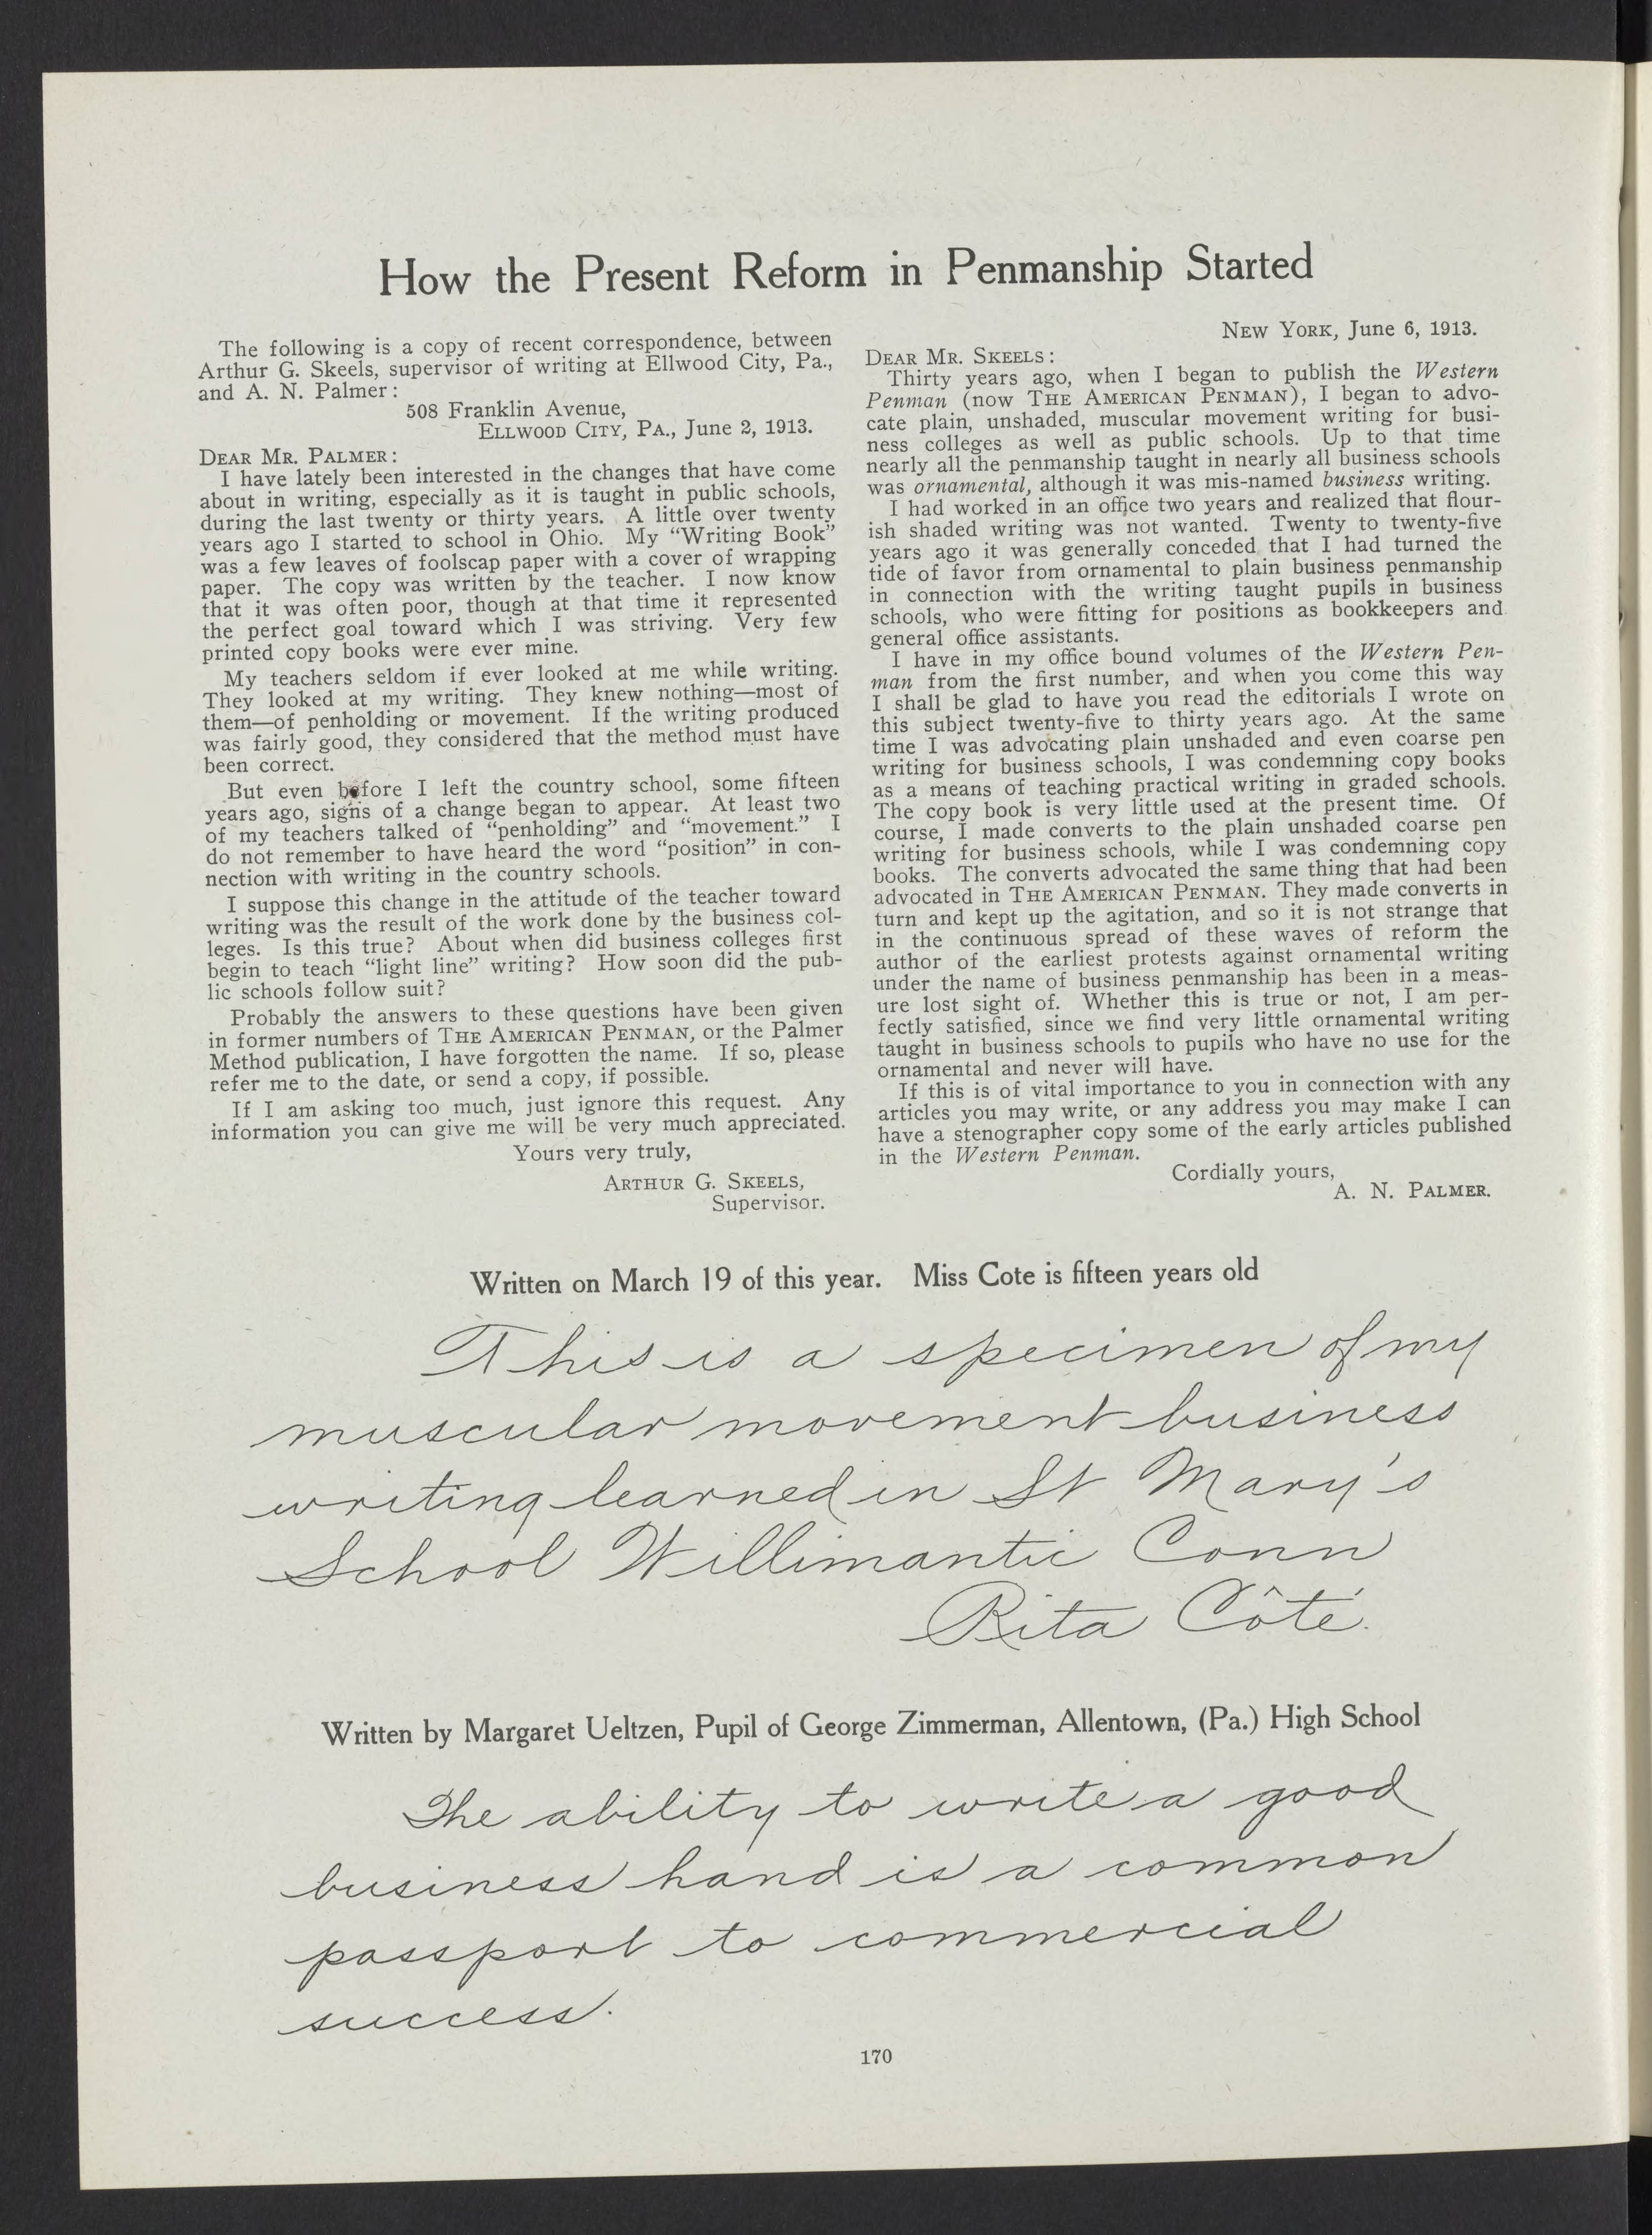 How the Present Reform in Penmanship Started
The following is a copy of recent correspondence, between
Arthur G. Skeels, supervisor of writing at Ellwood City, Pa.,
and A. N. Palmer:
508 Franklin Avenue,
ELLWOOD CITY, PA., June 2, 1913.
DEAR MR. PALMER:
I have lately been interested in the changes that have come
about in writing, especially as it is taught in public schools,
during the last twenty or thirty years. A little over twenty
years ago I started to school in Ohio. My “Writing Book”
was a few leaves of foolscap paper with a cover of wrapping
paper. The copy was written by the teacher. I now know
that it was often poor, though at that time it represented
the perfect goal toward which I was striving. Very few
printed copy books were ever mine.
My teachers seldom if ever looked at me while writing.
They looked at my writing. They knew nothing—most of
them—of penholding or movement. If the writing produced
was fairly good, they considered that the method must have
been correct.
But even before I left the country school, some fifteen
years ago, signs of a change began to appear. At least two
of my teachers talked of “penholding” and “movement.” I
do not remember to have heard the word “position” in con-
nection with writing in the country schools.
I suppose this change in the attitude of the teacher toward
writing was the result of the work done by the business col-
leges. Is this true? About when did business colleges first
begin to teach “light line” writing? How soon did the pub-
lic schools follow suit?
Probably the answers to these questions have been given
in former numbers of THE AMERICAN PENMAN, or the Palmer
Method publication, I have forgotten the name. If so, please
refer me to the date, or send a copy, if possible.
If I am asking too much, just ignore this request. Any
information you can give me will be very much appreciated.
Yours very truly,
ARTHUR G. SKEELS,
Supervisor.
NEW YORK, June 6, 1913.
DEAR MR. SKEELS:
Thirty years ago, when I began to publish the Western
Penman (now THE AMERICAN PENMAN), I began to advo-
cate plain, unshaded, muscular movement writing for busi-
ness colleges as well as public schools. Up to that time
nearly all the penmanship taught in nearly all business schools
was ornamental, although it was mis-named business writing.
I had worked in an office two years and realized that flour-
ish shaded writing was not wanted. Twenty to twenty-five
years ago it was generally conceded that I had turned the
tide of favor from ornamental to plain business penmanship
in connection with the writing taught pupils in business
schools, who were fitting for positions as bookkeepers and
general office assistants.
I have in my office bound volumes of the Western Pen-
man from the first number, and when you come this way
I shall be glad to have you read the editorials I wrote on
this subject twenty-five to thirty years ago. At the same
time I was advocating plain unshaded and even coarse pen
writing for business schools, I was condemning copy books
as a means of teaching practical writing in graded schools.
The copy book is very little used at the present time. Of
course, I made converts to the plain unshaded coarse pen
writing for business schools, while I was condemning copy
books. The converts advocated the same thing that had been
advocated in THE AMERICAN PENMAN. They made converts in
turn and kept up the agitation, and so it is not strange that
in the continuous spread of these waves of reform the
author of the earliest protests against ornamental writing
under the name of business penmanship has been in a meas-
ure lost sight of. Whether this is true or not, I am per-
fectly satisfied, since we find very little ornamental writing
taught in business schools to pupils who have no use for the
ornamental and never will have.
If this is of vital importance to you in connection with any
articles you may write, or any address you may make I can
have a stenographer copy some of the early articles published
in the Western Penman.
Cordially yours,
A. N. PALMER.
Written on March 19 of this year. Miss Cote is fifteen years old
This is a specimen of my
muscular movement business
writing learned in St Mary's
School Willimantic Conn
Rita Côté.
Written by Margaret Ueltzen, Pupil of George Zimmerman, Allentown, (Pa.) High School
The ability to write a good
business hand is a common
passport to commercial
success.
170